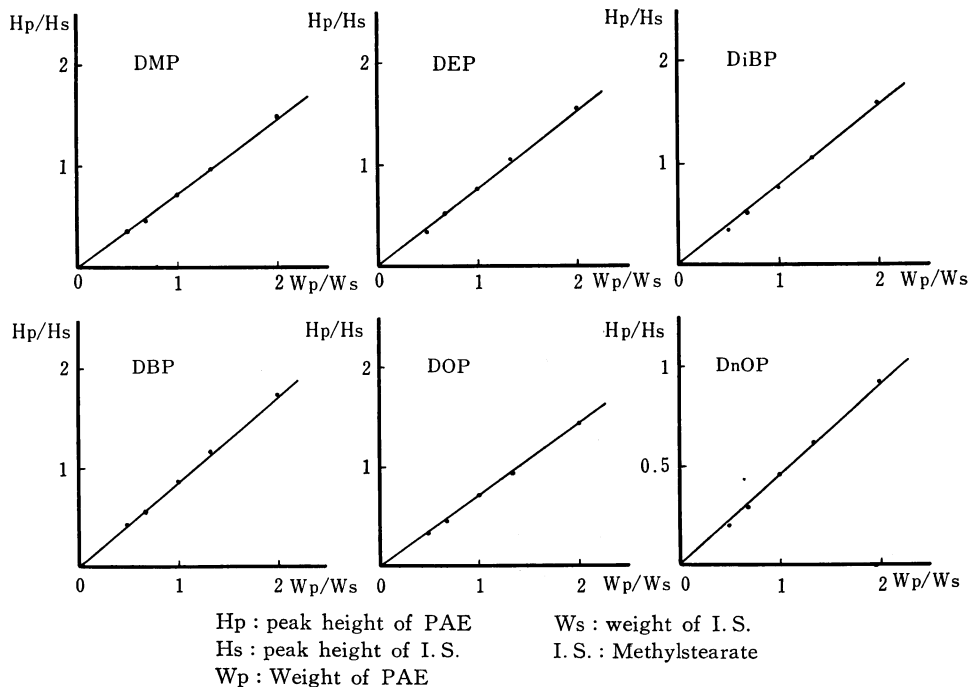 Hp/Hs
2
DMP
1
0 1 2 Wp/Ws
Hp/Hs
2
DEP
1
0 1 2 Wp/Ws
Hp/Hs
2
DiBP
1
0 1 2 Wp/Ws
Hp/Hs
2
DBP
1
0 1 2 Wp/Ws
Hp/Hs
2
DOP
1
0 1 2 Wp/Ws
Hp/Hs
1
DnOP
0.5
0 1 2 Wp/Ws
Hp : peak height of PAE
Hs : peak height of I.S.
Wp : Weight of PAE
Ws : weight of I.S.
I.S. : Methylstearate